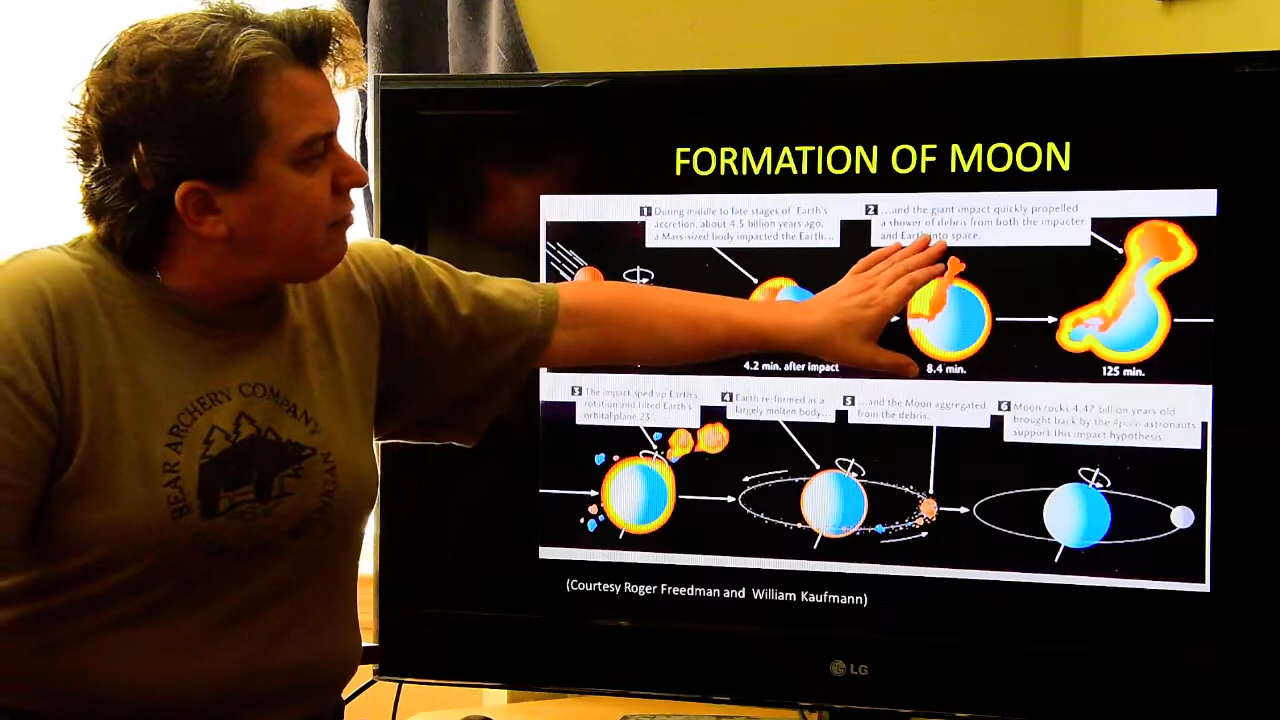 FORMATION OF MOON
1 During middle to late stages of Earth's
accretion, about 4.5 billion years ago,
a Mars-sized body impacted the Earth...
2 ...and the giant impact quickly propelled
a shower of debris from both the impacter
and Earth into space.
4.2 min. after impact
8.4 min.
125 min.
3 The impact sped up Earth's
rotation and tilted Earth's
orbital plane 23°
4 Earth re-formed as a
largely molten body...
5 ...and the Moon aggregated
from the debris.
6 Moon rocks 4.47 billion years old
brought back by the Apollo astronauts
support this impact hypothesis
(Courtesy Roger Freedman and William Kaufmann)
LG
BEAR ARCHERY COMPANY